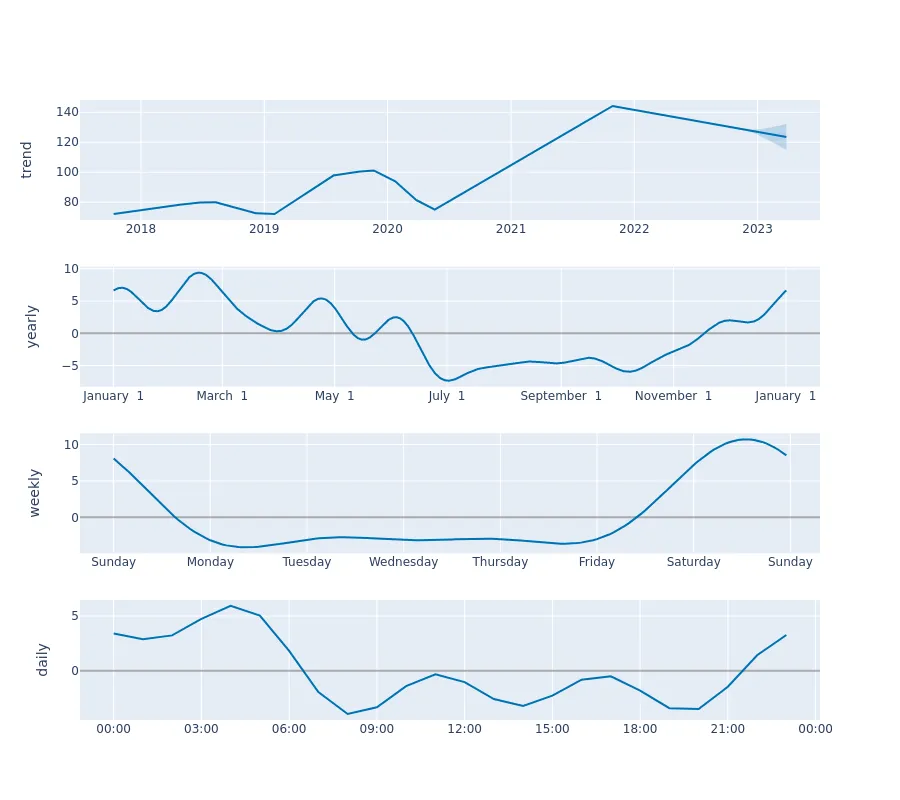 trend
140
120
100
80
2018 2019 2020 2021 2022 2023
yearly
10
5
0
−5
January 1 March 1 May 1 July 1 September 1 November 1 January 1
weekly
10
5
0
Sunday Monday Tuesday Wednesday Thursday Friday Saturday Sunday
daily
5
0
00:00 03:00 06:00 09:00 12:00 15:00 18:00 21:00 00:00